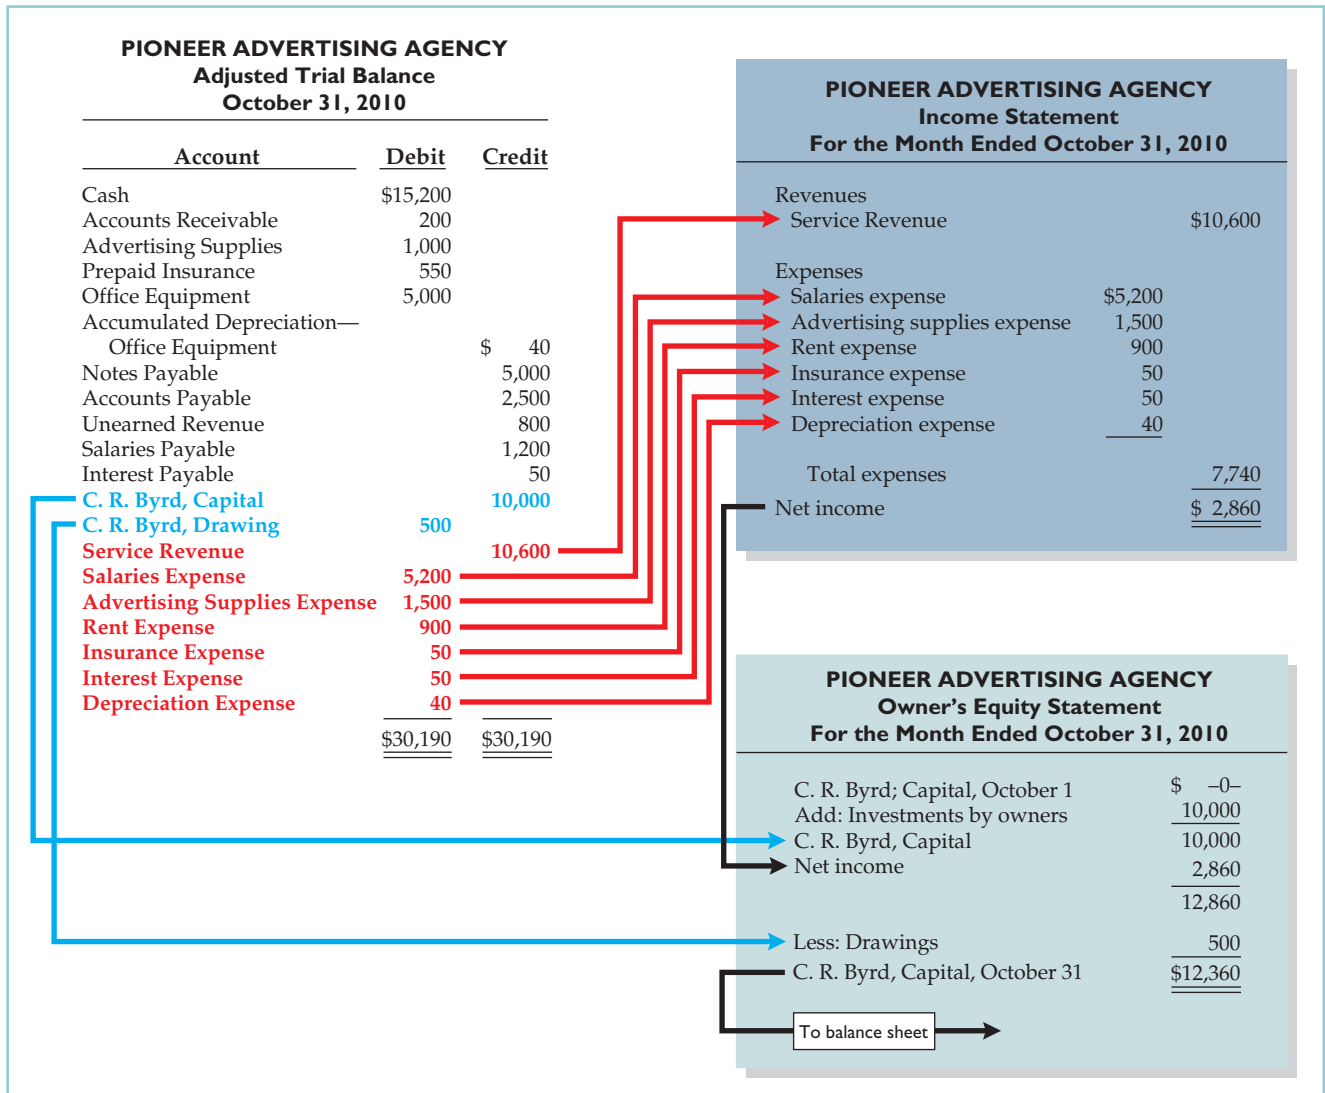 PIONEER ADVERTISING AGENCY
Adjusted Trial Balance
October 31, 2010
Account Debit Credit
Cash $15,200
Accounts Receivable 200
Advertising Supplies 1,000
Prepaid Insurance 550
Office Equipment 5,000
Accumulated Depreciation—
Office Equipment $ 40
Notes Payable 5,000
Accounts Payable 2,500
Unearned Revenue 800
Salaries Payable 1,200
Interest Payable 50
C. R. Byrd, Capital 10,000
C. R. Byrd, Drawing 500
Service Revenue 10,600
Salaries Expense 5,200
Advertising Supplies Expense 1,500
Rent Expense 900
Insurance Expense 50
Interest Expense 50
Depreciation Expense 40
$30,190 $30,190
PIONEER ADVERTISING AGENCY
Income Statement
For the Month Ended October 31, 2010
Revenues
Service Revenue $10,600
Expenses
Salaries expense $5,200
Advertising supplies expense 1,500
Rent expense 900
Insurance expense 50
Interest expense 50
Depreciation expense 40
Total expenses 7,740
Net income $ 2,860
PIONEER ADVERTISING AGENCY
Owner's Equity Statement
For the Month Ended October 31, 2010
C. R. Byrd; Capital, October 1 $ –0–
Add: Investments by owners 10,000
C. R. Byrd, Capital 10,000
Net income 2,860
12,860
Less: Drawings 500
C. R. Byrd, Capital, October 31 $12,360
To balance sheet